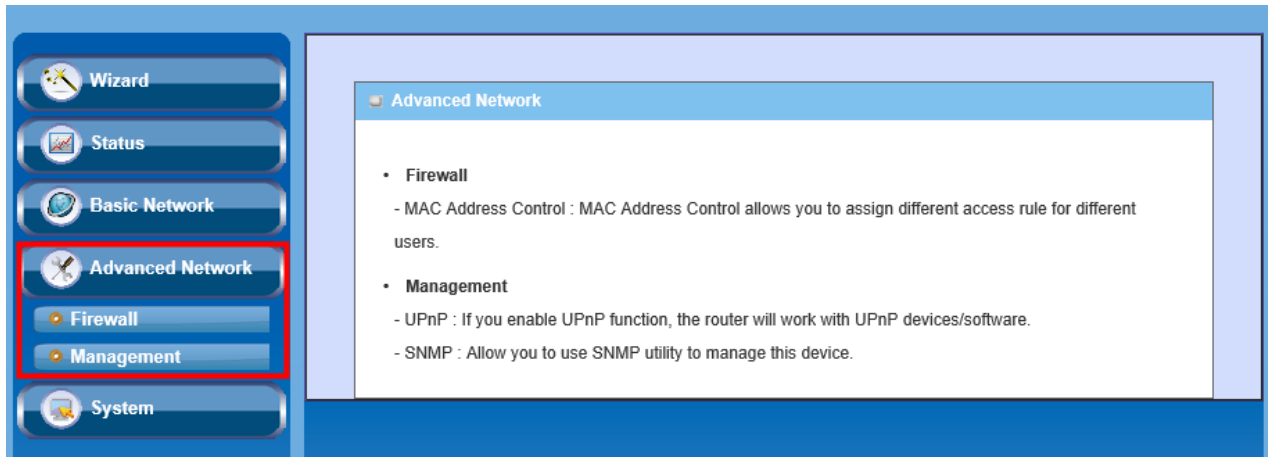 Wizard
Status
Basic Network
Advanced Network
Firewall
Management
System
Advanced Network
• Firewall
- MAC Address Control : MAC Address Control allows you to assign different access rule for different
users.
• Management
- UPnP : If you enable UPnP function, the router will work with UPnP devices/software.
- SNMP : Allow you to use SNMP utility to manage this device.